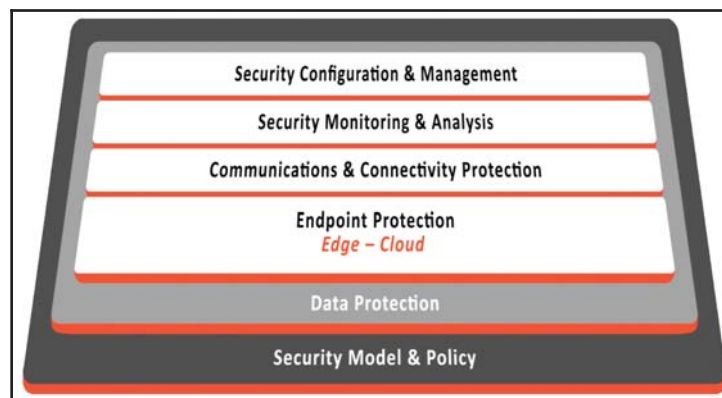 Security Configuration & Management
Security Monitoring & Analysis
Communications & Connectivity Protection
Endpoint Protection
Edge – Cloud
Data Protection
Security Model & Policy